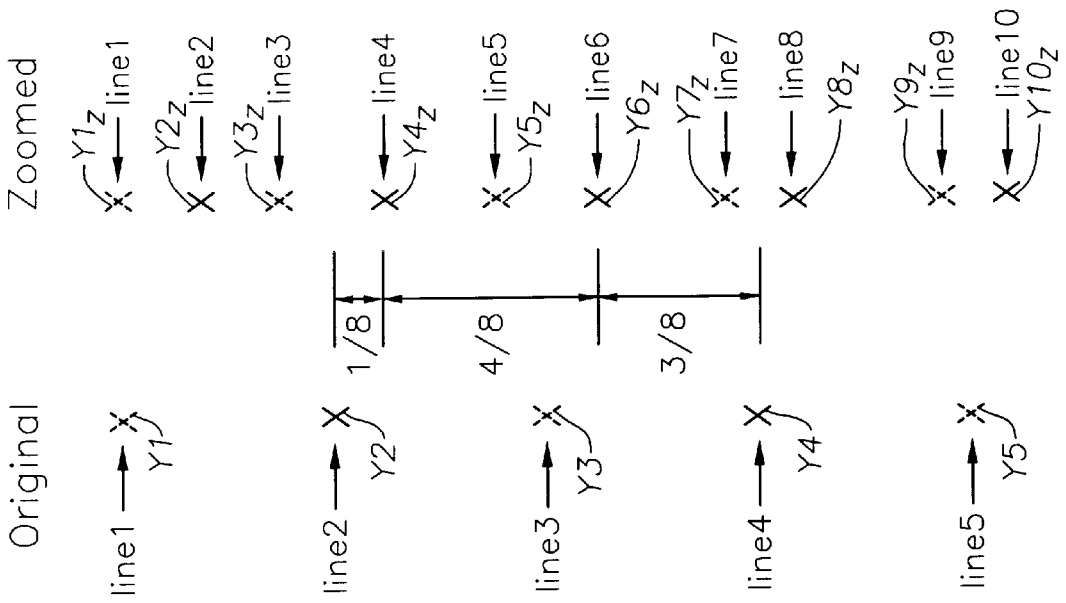 Original
Zoomed
line1
Y1
line2
Y2
line3
Y3
line4
Y4
line5
Y5
1/8
4/8
3/8
Y1z
line1
Y2z
line2
Y3z
line3
line4
Y4z
line5
Y5z
line6
Y6z
Y7z
line7
line8
Y8z
Y9z
line9
line10
Y10z